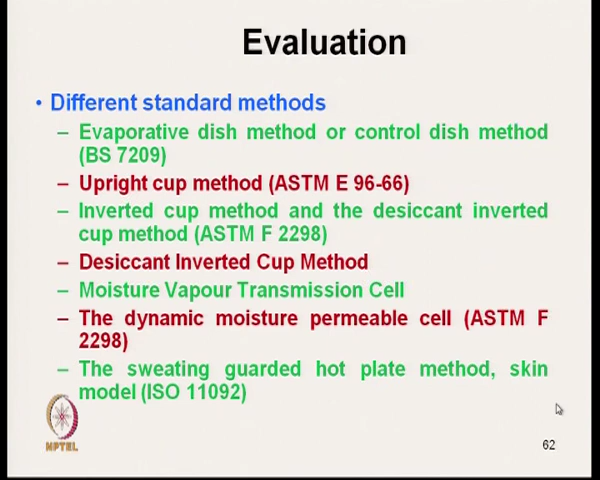 Evaluation
• Different standard methods
– Evaporative dish method or control dish method
(BS 7209)
– Upright cup method (ASTM E 96-66)
– Inverted cup method and the desiccant inverted
cup method (ASTM F 2298)
– Desiccant Inverted Cup Method
– Moisture Vapour Transmission Cell
– The dynamic moisture permeable cell (ASTM F
2298)
– The sweating guarded hot plate method, skin
model (ISO 11092)
NPTEL
62